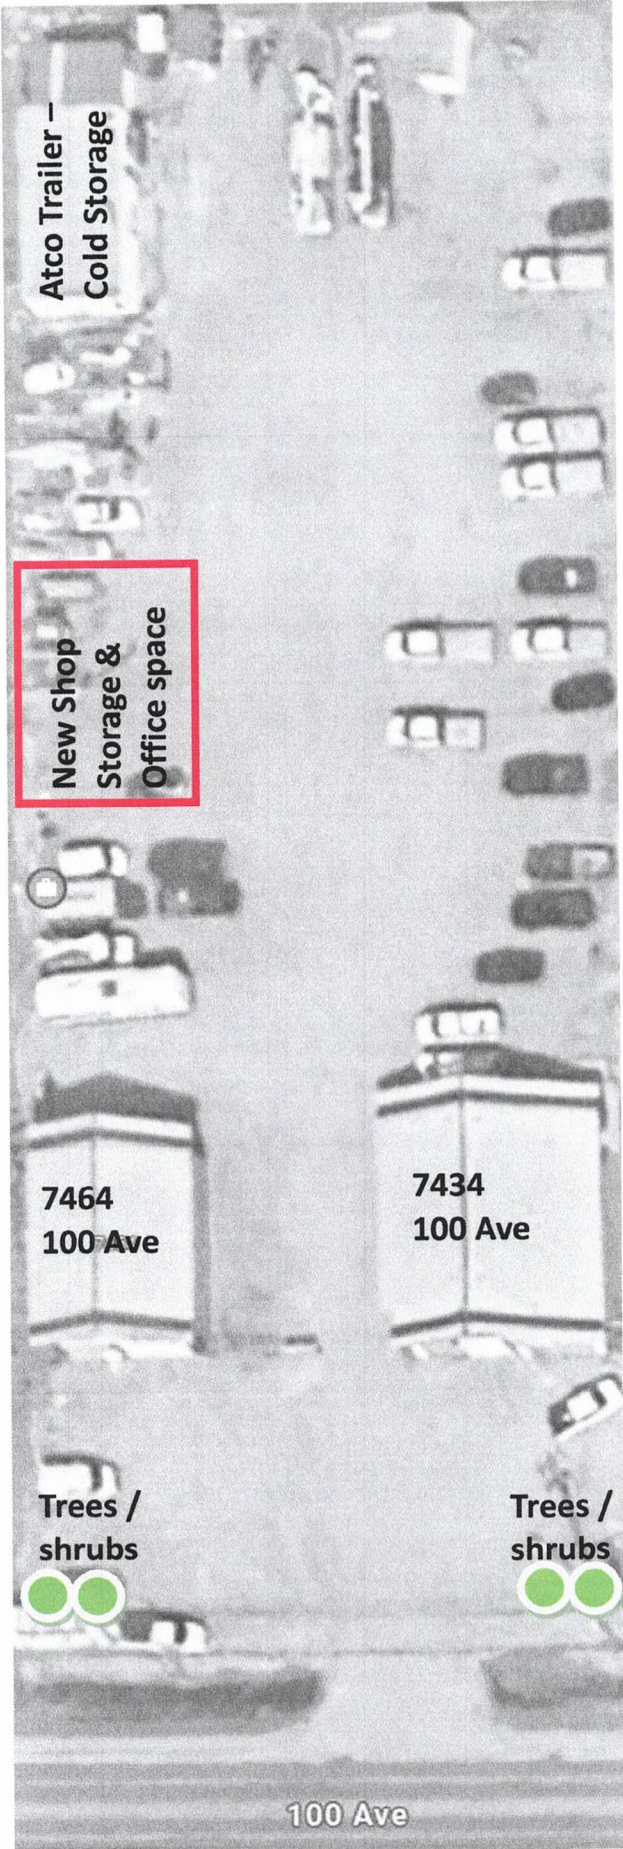 Atco Trailer –
Cold Storage
New Shop
Storage &
Office space
7464
100 Ave
7434
100 Ave
Trees /
shrubs
Trees /
shrubs
100 Ave